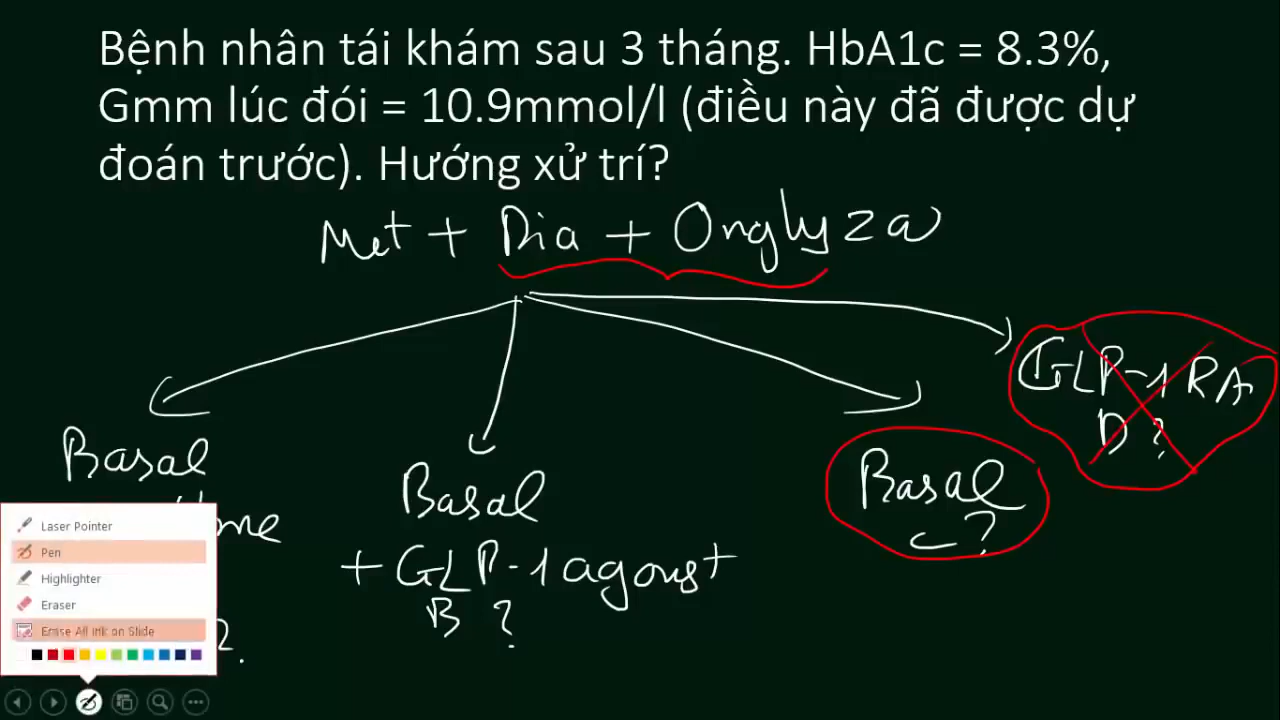 Bệnh nhân tái khám sau 3 tháng. HbA1c = 8.3%,
Gmm lúc đói = 10.9mmol/l (điều này đã được dự
đoán trước). Hướng xử trí?
Met + Dia + Onglyza
GLP-1 RA
D ?
Basal
Basal
+ GLP-1 agonist
B ?
Basal
C ?
Laser Pointer
Pen
Highlighter
Eraser
Erase All Ink on Slide